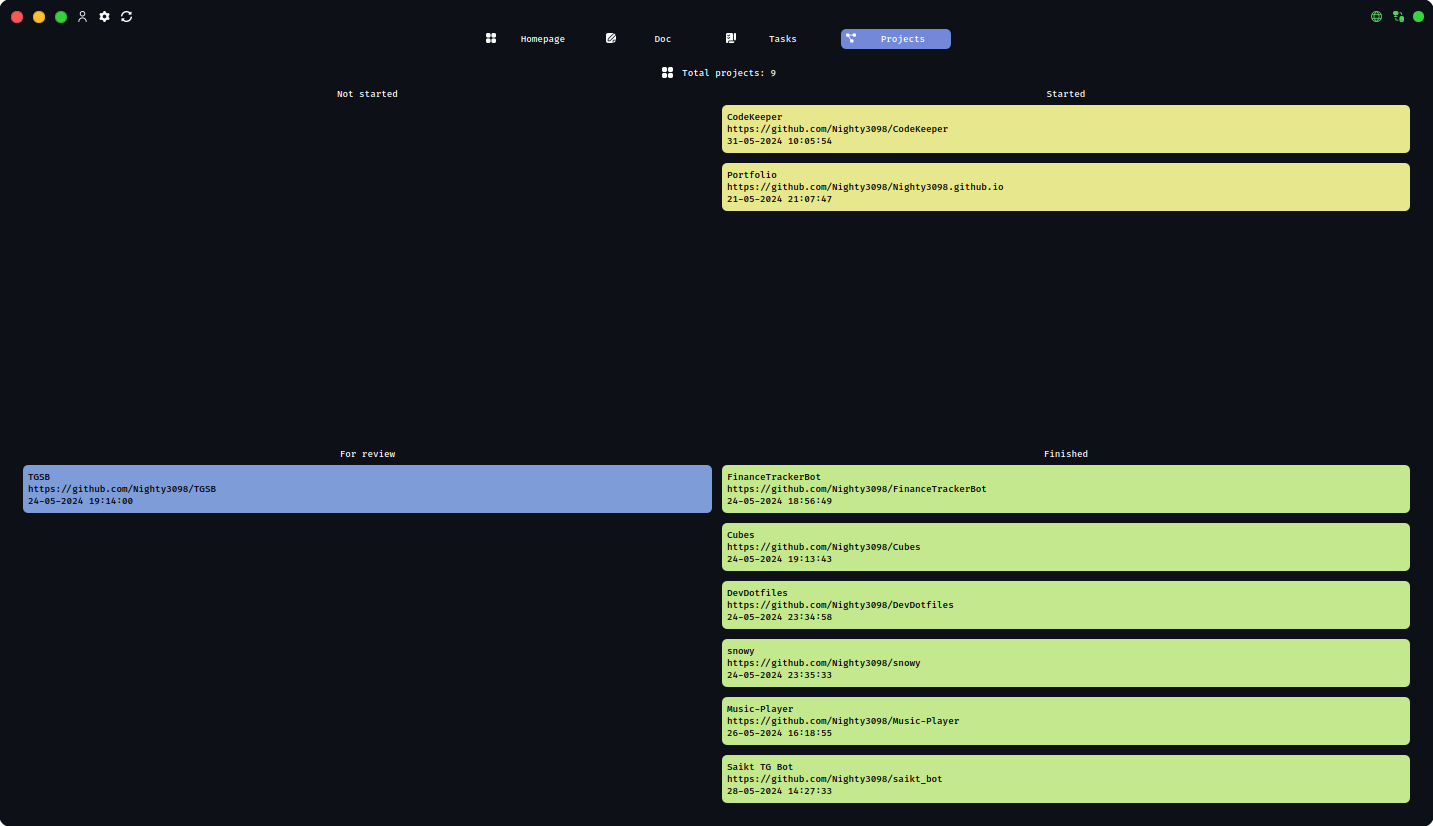 Homepage
Doc
Tasks
Projects
Total projects: 9
Not started
Started
CodeKeeper
https://github.com/Nighty3098/CodeKeeper
31-05-2024 10:05:54
Portfolio
https://github.com/Nighty3098/Nighty3098.github.io
21-05-2024 21:07:47
For review
TGSB
https://github.com/Nighty3098/TGSB
24-05-2024 19:14:00
Finished
FinanceTrackerBot
https://github.com/Nighty3098/FinanceTrackerBot
24-05-2024 18:56:49
Cubes
https://github.com/Nighty3098/Cubes
24-05-2024 19:13:43
DevDotfiles
https://github.com/Nighty3098/DevDotfiles
24-05-2024 23:34:58
snowy
https://github.com/Nighty3098/snowy
24-05-2024 23:35:33
Music-Player
https://github.com/Nighty3098/Music-Player
26-05-2024 16:18:55
Saikt TG Bot
https://github.com/Nighty3098/saikt_bot
28-05-2024 14:27:33